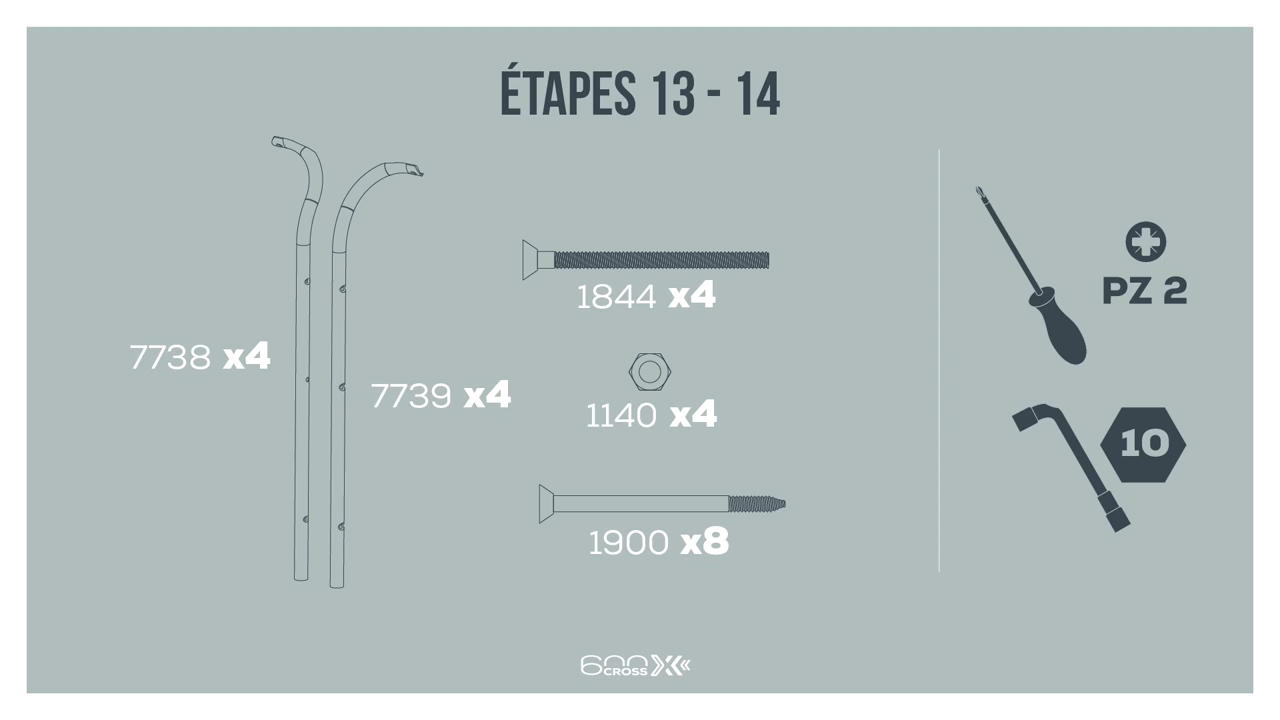 ÉTAPES 13 - 14
7738 x4
7739 x4
1844 x4
1140 x4
1900 x8
PZ 2
10
600
CROSS